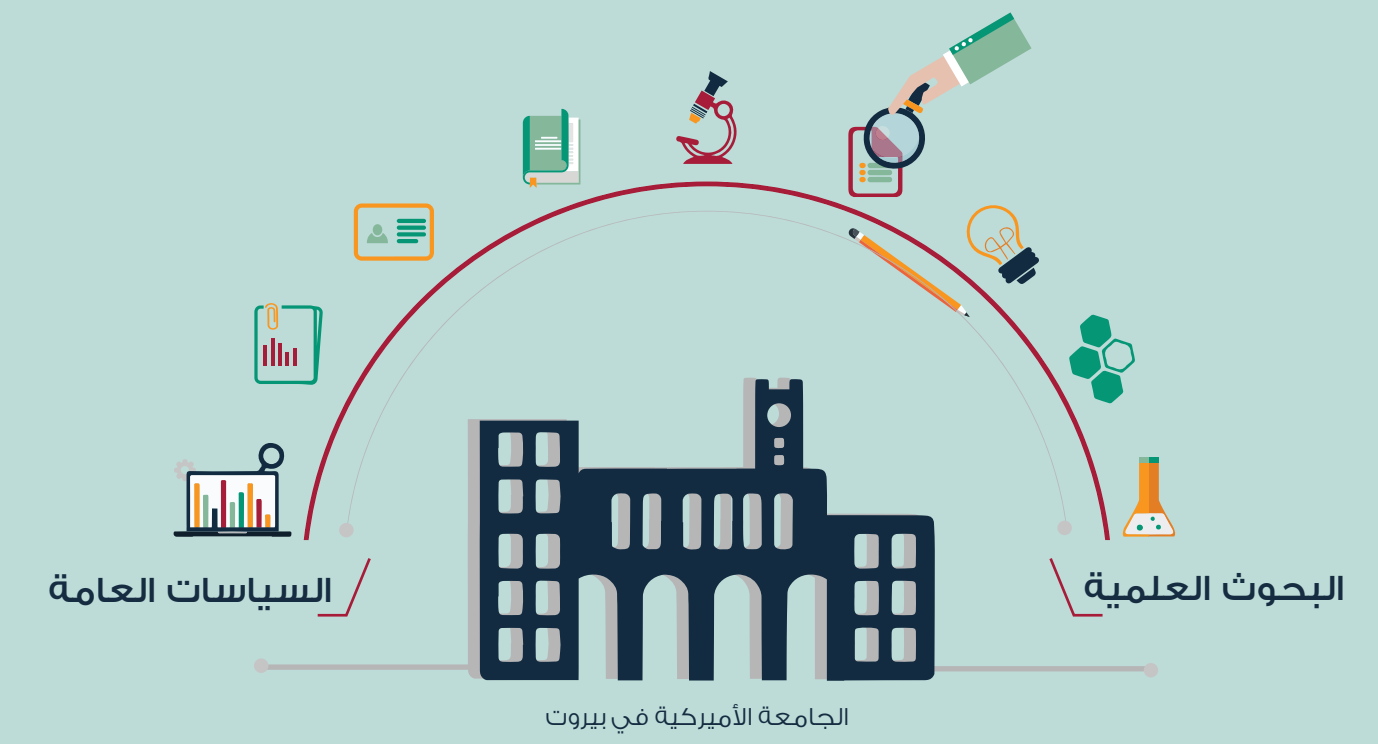 البحوث العلمية
السياسات العامة
الجامعة الأميركية في بيروت